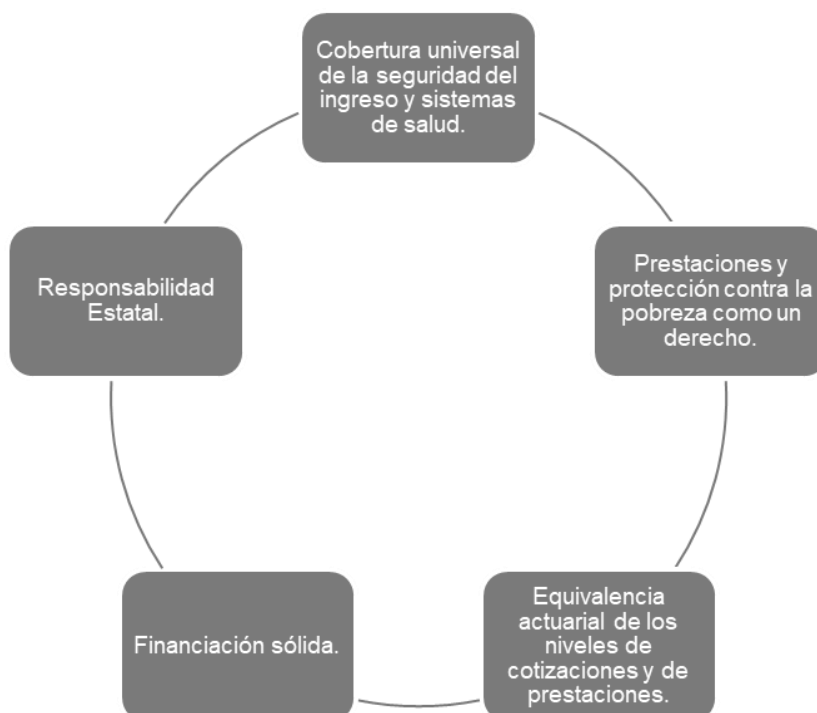 Cobertura universal
de la seguridad del
ingreso y sistemas
de salud.
Prestaciones y
protección contra la
pobreza como un
derecho.
Equivalencia
actuarial de los
niveles de
cotizaciones y de
prestaciones.
Financiación sólida.
Responsabilidad
Estatal.